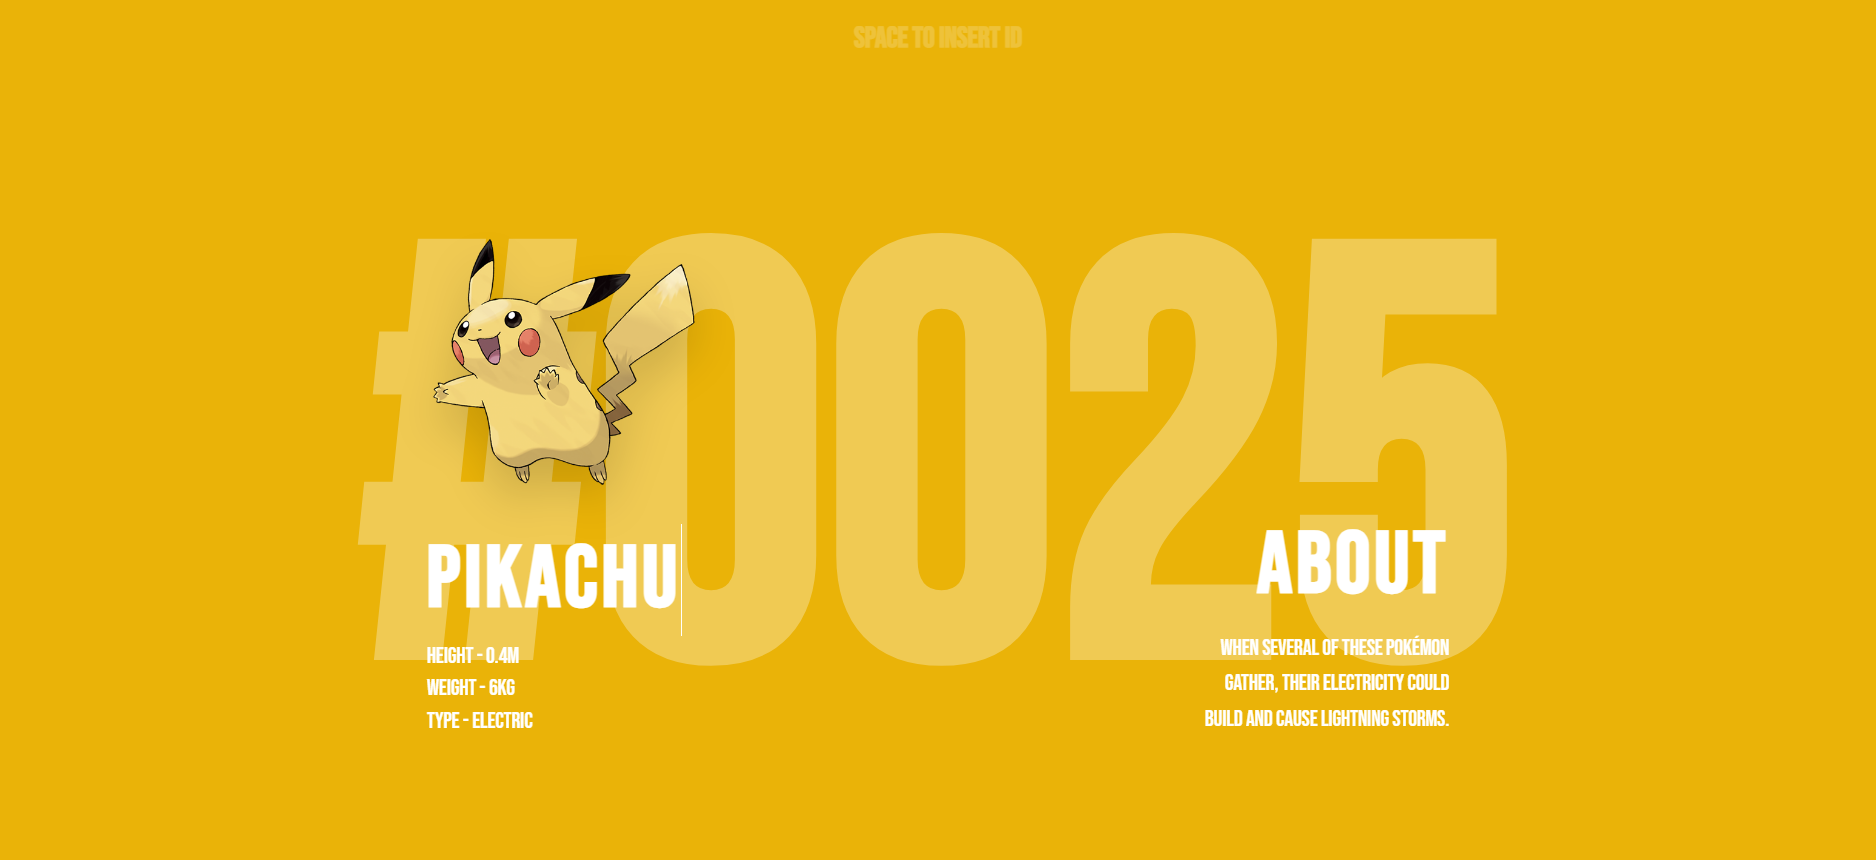 SPACE TO INSERT ID
#0025
PIKACHU
HEIGHT - 0.4M
WEIGHT - 6KG
TYPE - ELECTRIC
ABOUT
WHEN SEVERAL OF THESE POKÉMON
GATHER, THEIR ELECTRICITY COULD
BUILD AND CAUSE LIGHTNING STORMS.